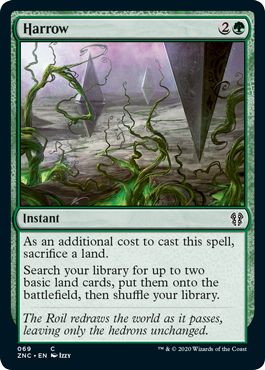 Harrow 2
Instant
As an additional cost to cast this spell,
sacrifice a land.
Search your library for up to two
basic land cards, put them onto the
battlefield, then shuffle your library.
The Roil redraws the world as it passes,
leaving only the hedrons unchanged.
069 C
ZNC • EN Izzy
™ & © 2020 Wizards of the Coast